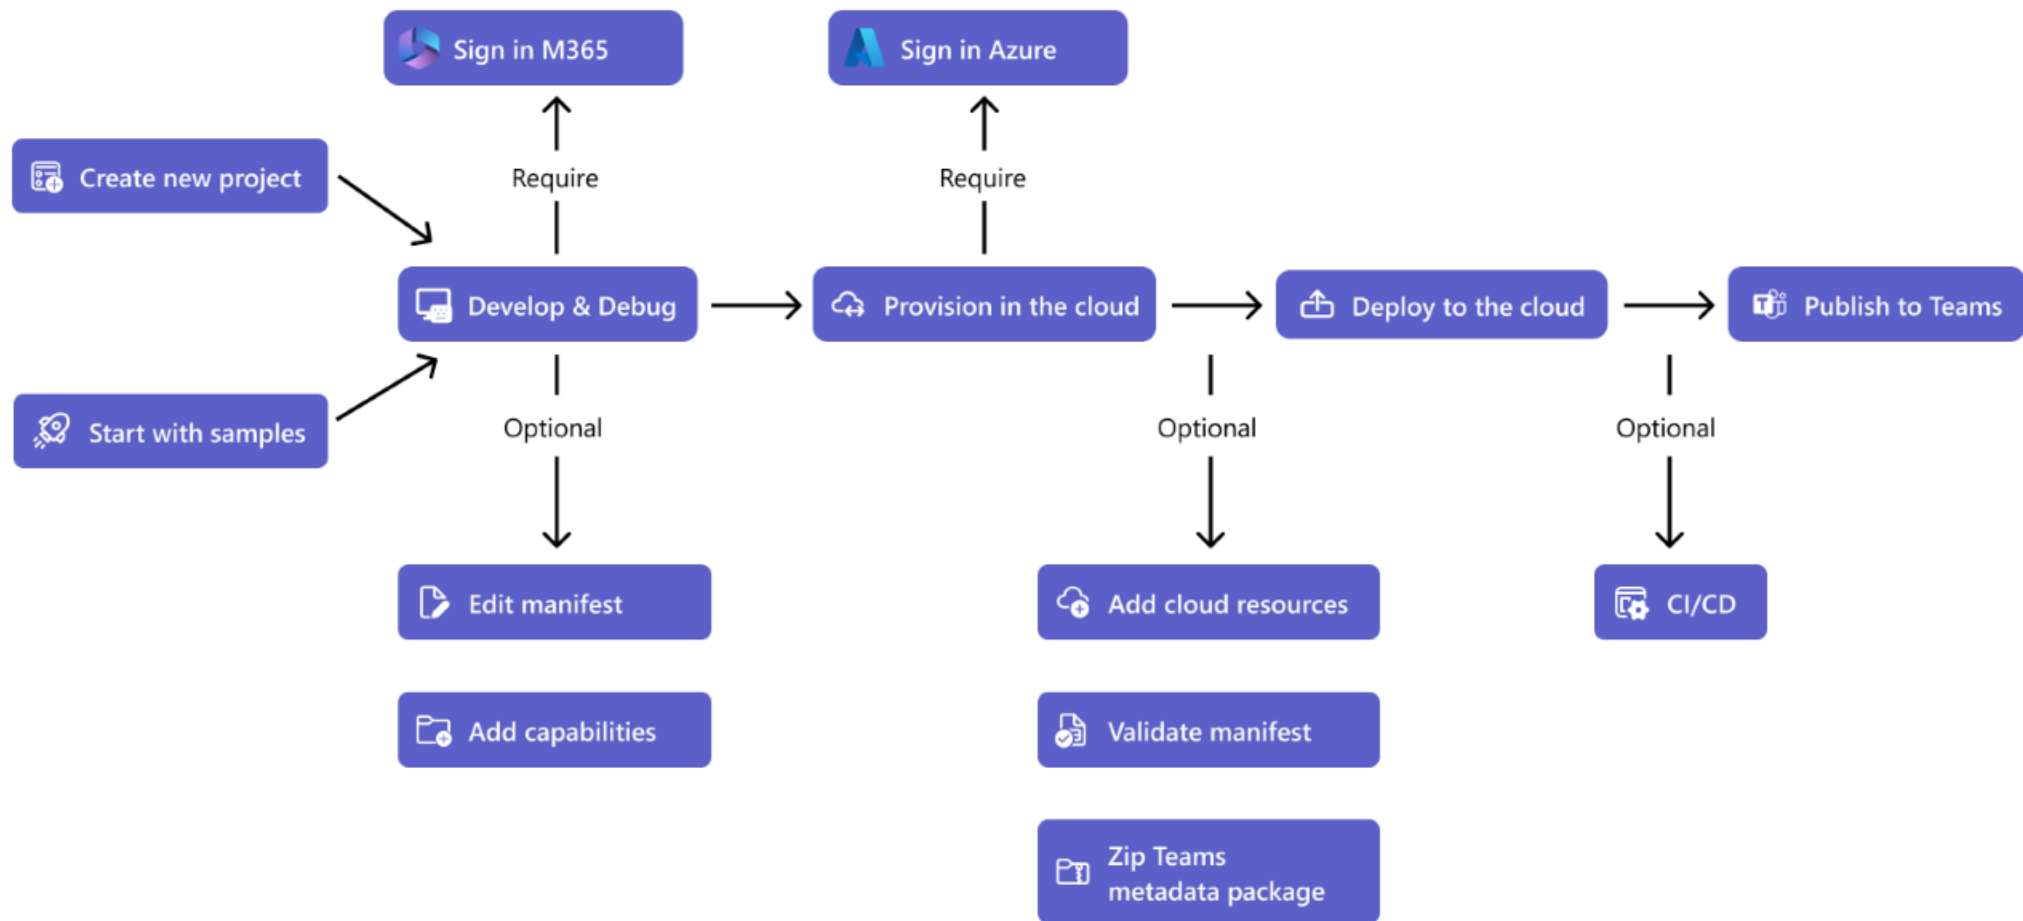 Sign in M365
Sign in Azure
Create new project
Require
Require
Develop & Debug
Provision in the cloud
Deploy to the cloud
Publish to Teams
Start with samples
Optional
Optional
Optional
Edit manifest
Add cloud resources
CI/CD
Add capabilities
Validate manifest
Zip Teams
metadata package